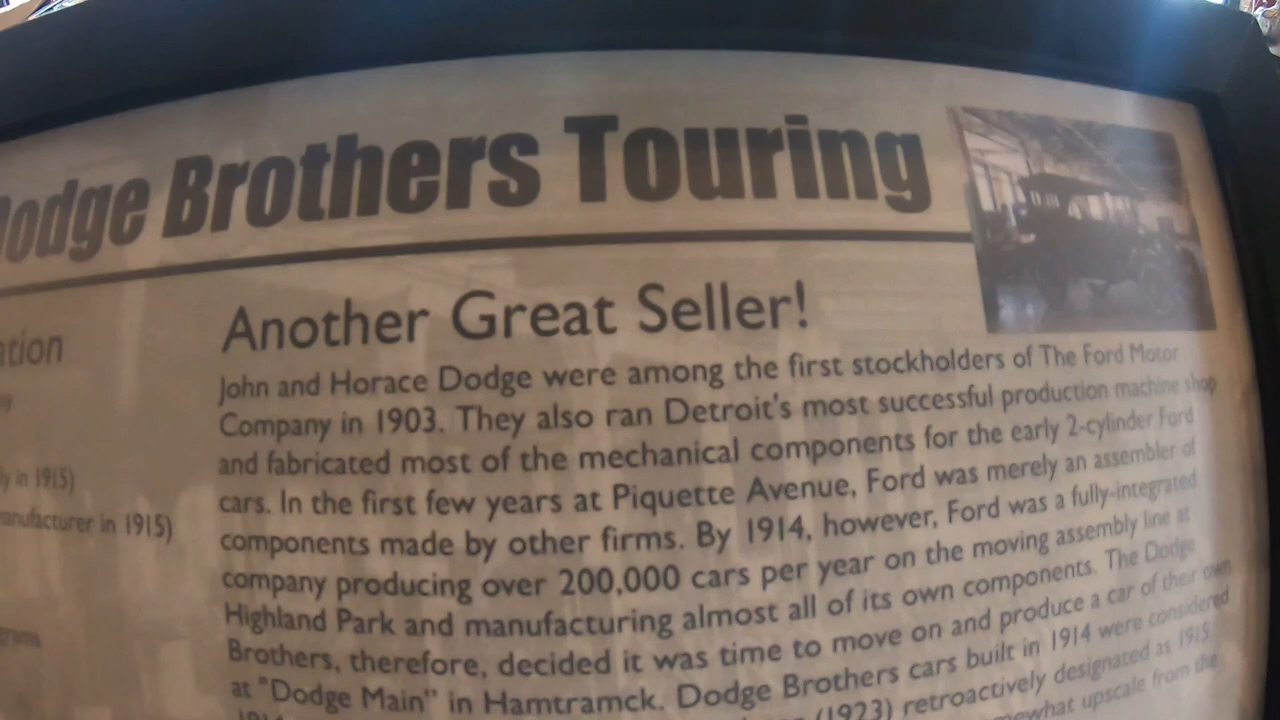 Dodge Brothers Touring
Another Great Seller!
John and Horace Dodge were among the first stockholders of The Ford Motor
Company in 1903. They also ran Detroit's most successful production machine shop
and fabricated most of the mechanical components for the early 2-cylinder Ford
cars. In the first few years at Piquette Avenue, Ford was merely an assembler of
components made by other firms. By 1914, however, Ford was a fully-integrated
company producing over 200,000 cars per year on the moving assembly line at
Highland Park and manufacturing almost all of its own components. The Dodge
Brothers, therefore, decided it was time to move on and produce a car of their own
at "Dodge Main" in Hamtramck. Dodge Brothers cars built in 1914 were considered
1914 (1923) retroactively designated as 1915
upscale from the
in 1915)
in 1915)